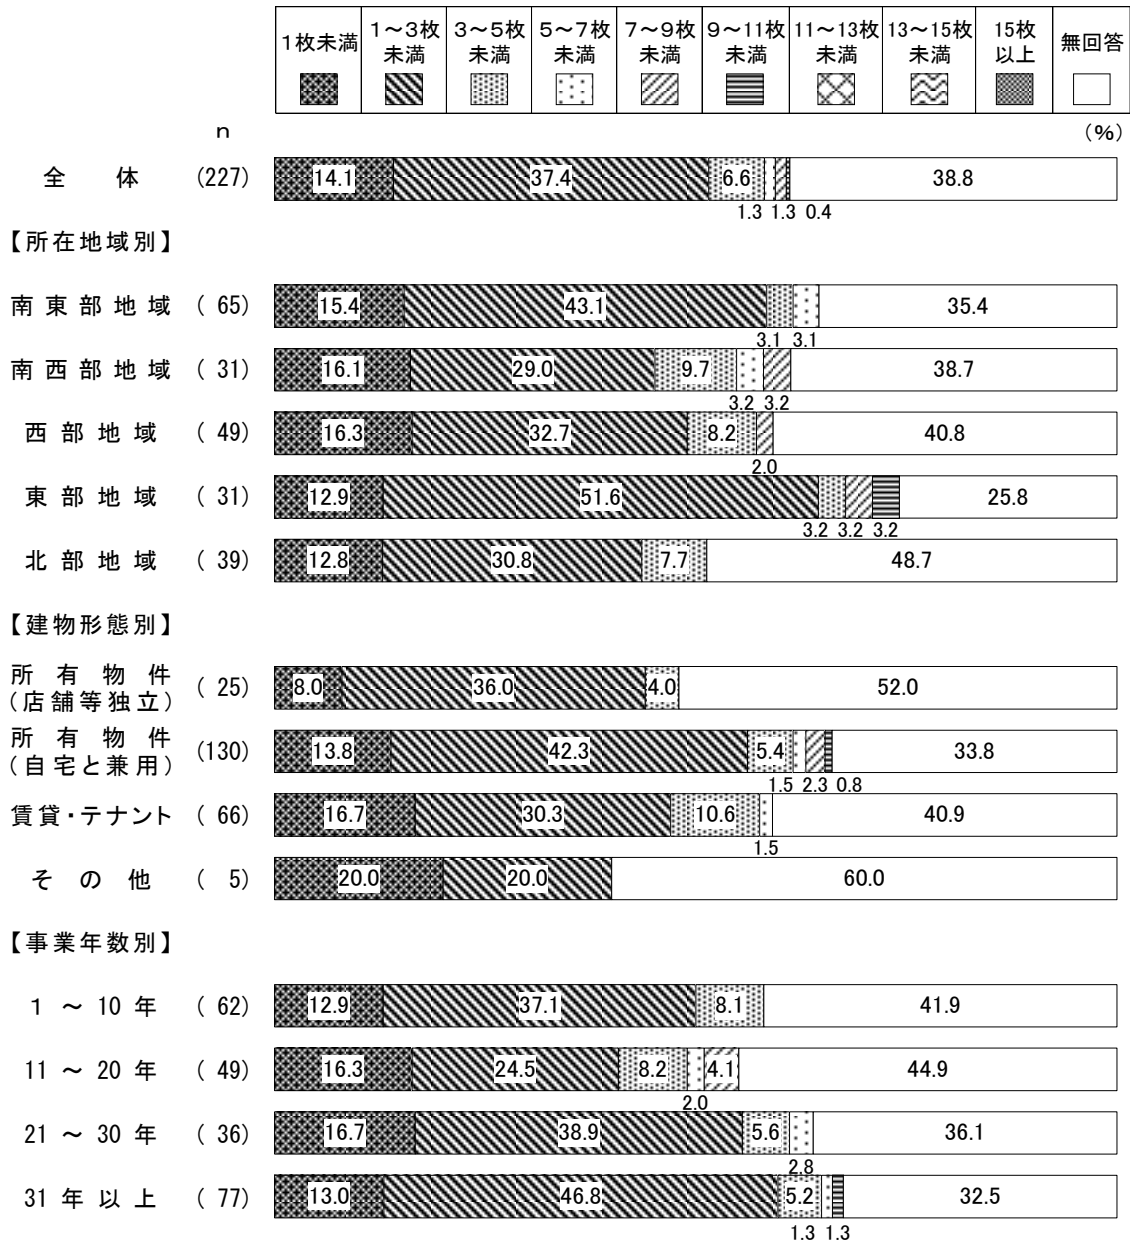 1枚未満 1～3枚未満 3～5枚未満 5～7枚未満 7～9枚未満 9～11枚未満 11～13枚未満 13～15枚未満 15枚以上 無回答
n (%)
全体 (227) 14.1 37.4 6.6 38.8
1.3 1.3 0.4
【所在地域別】
南東部地域 ( 65) 15.4 43.1 35.4
3.1 3.1
南西部地域 ( 31) 16.1 29.0 9.7 38.7
3.2 3.2
西部地域 ( 49) 16.3 32.7 8.2 40.8
2.0
東部地域 ( 31) 12.9 51.6 25.8
3.2 3.2 3.2
北部地域 ( 39) 12.8 30.8 7.7 48.7
【建物形態別】
所有物件
(店舗等独立) ( 25) 8.0 36.0 4.0 52.0
所有物件
(自宅と兼用) (130) 13.8 42.3 5.4 33.8
1.5 2.3 0.8
賃貸・テナント ( 66) 16.7 30.3 10.6 40.9
1.5
その他 ( 5) 20.0 20.0 60.0
【事業年数別】
1～10年 ( 62) 12.9 37.1 8.1 41.9
11～20年 ( 49) 16.3 24.5 8.2 4.1 44.9
2.0
21～30年 ( 36) 16.7 38.9 5.6 36.1
2.8
31年以上 ( 77) 13.0 46.8 5.2 32.5
1.3 1.3